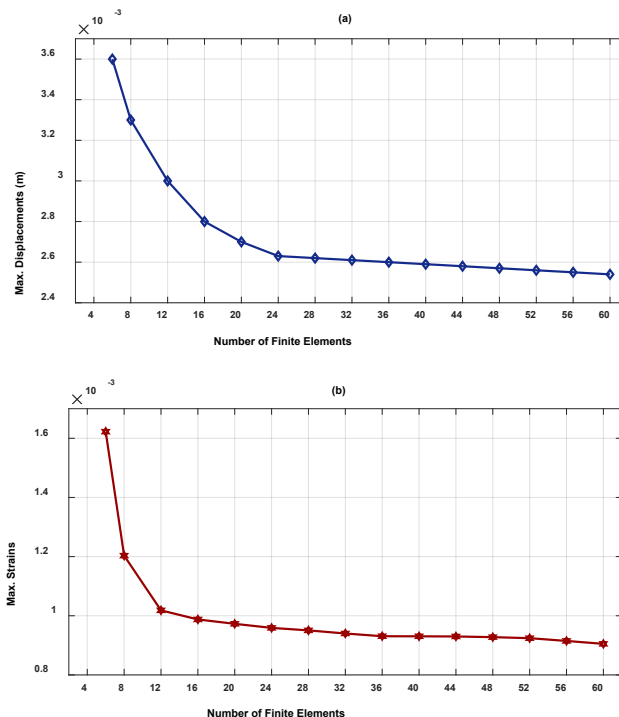 × 10 -3
(a)
3.6
3.4
3.2
3
2.8
2.6
2.4
Max. Displacements (m)
4 8 12 16 20 24 28 32 36 40 44 48 52 56 60
Number of Finite Elements
× 10 -3
(b)
1.6
1.4
1.2
1
0.8
Max. Strains
4 8 12 16 20 24 28 32 36 40 44 48 52 56 60
Number of Finite Elements